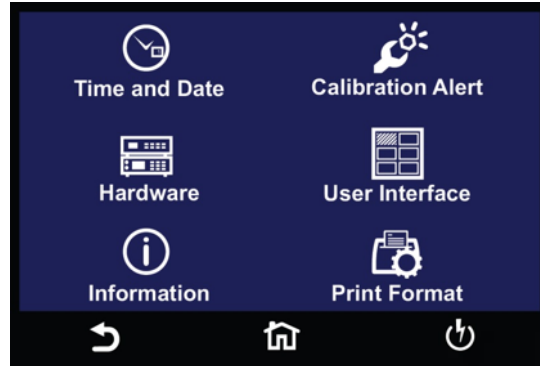 Time and Date
Calibration Alert
Hardware
User Interface
Information
Print Format